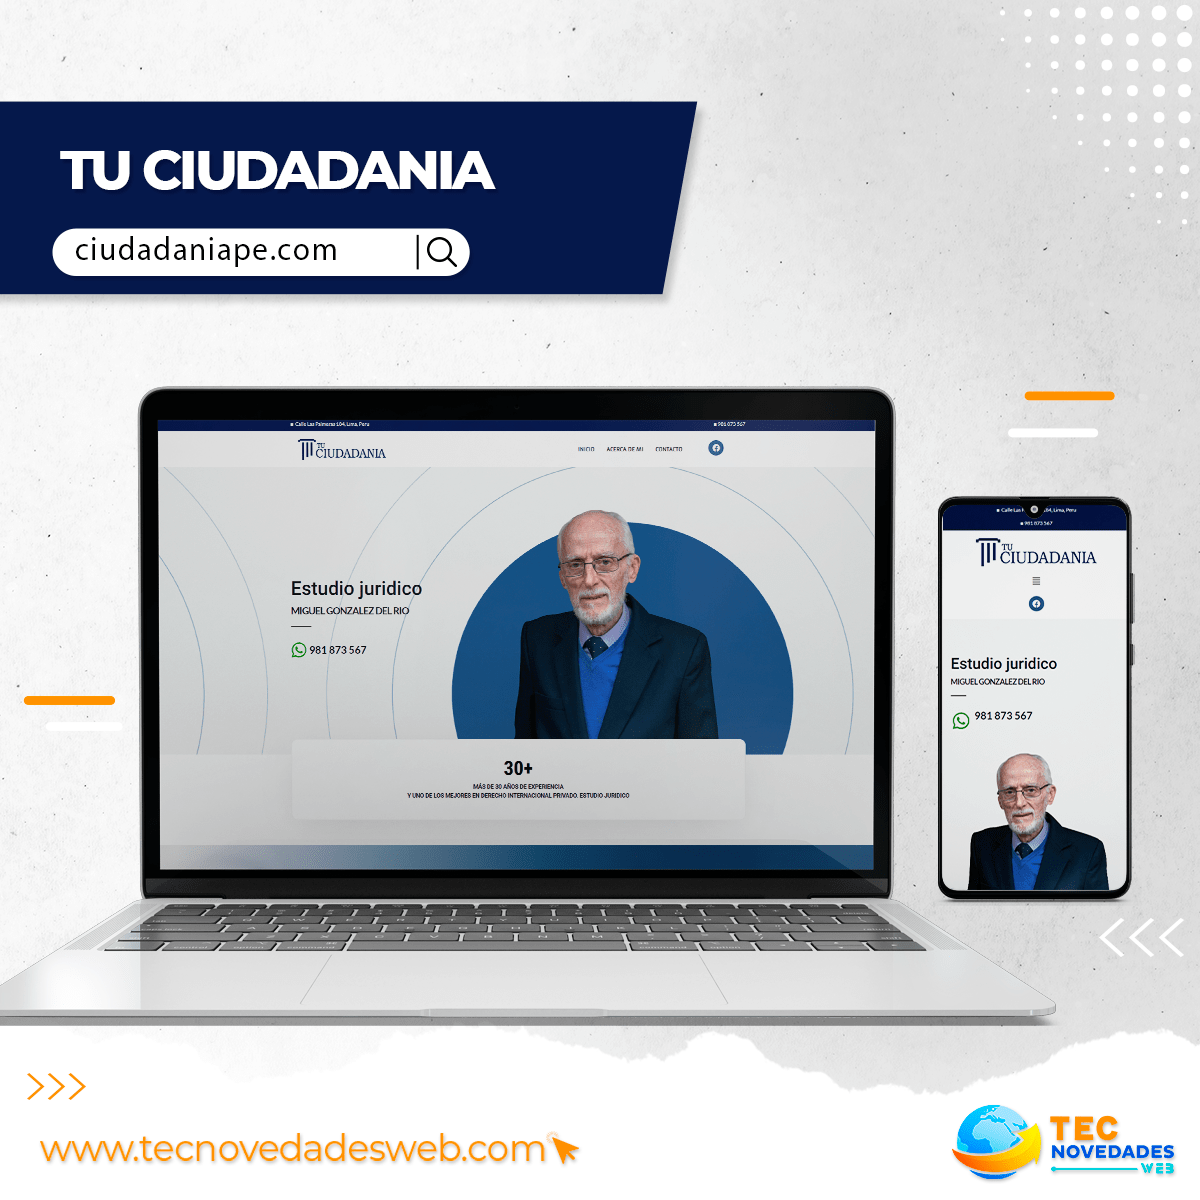 TU CIUDADANIA
ciudadaniape.com
Calle Las Palmeras 104, Lima, Peru
981 873 567
TU
CIUDADANIA
INICIO ACERCA DE MI CONTACTO
Estudio juridico
MIGUEL GONZALEZ DEL RIO
981 873 567
30+
MÁS DE 30 AÑOS DE EXPERIENCIA
Y UNO DE LOS MEJORES EN DERECHO INTERNACIONAL PRIVADO. ESTUDIO JURIDICO
Calle Las 04, Lima, Peru
981 873 567
TU
CIUDADANIA
Estudio juridico
MIGUEL GONZALEZ DEL RIO
981 873 567
www.tecnovedadesweb.com
TEC
NOVEDADES
WEB